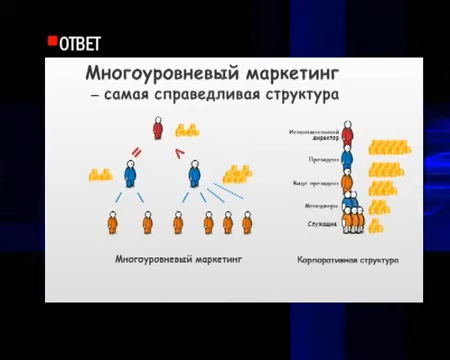 ОТВЕТ
Многоуровневый маркетинг
– самая справедливая структура
Исполнительный
директор
Президент
Вице президент
Менеджеры
Служащие
Многоуровневый маркетинг
Корпоративная структура